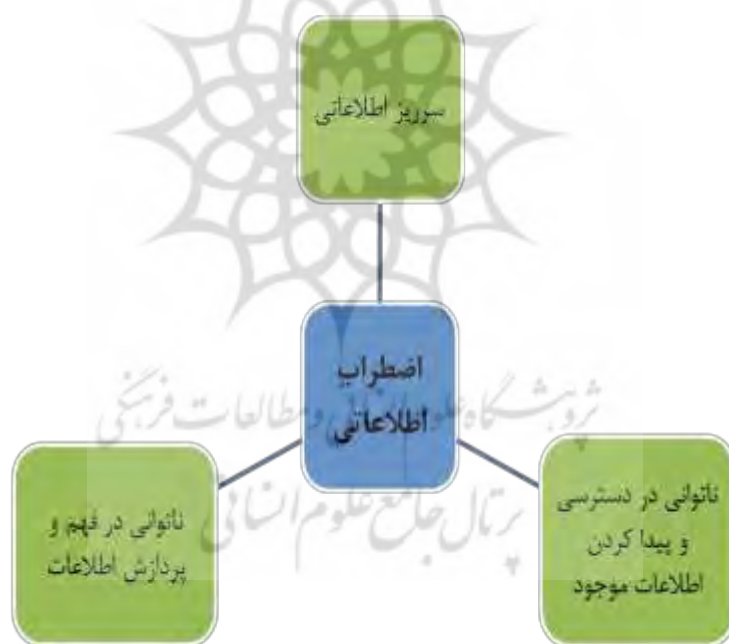 سرریز اطلاعاتی
اضطراب
اطلاعاتی
پژوهشگاه علوم انسانی و مطالعات فرهنگی
ناتوانی در دسترسی
و پیدا کردن
اطلاعات موجود
ناتوانی در فهم و
پردازش اطلاعات
پرتال جامع علوم انسانی